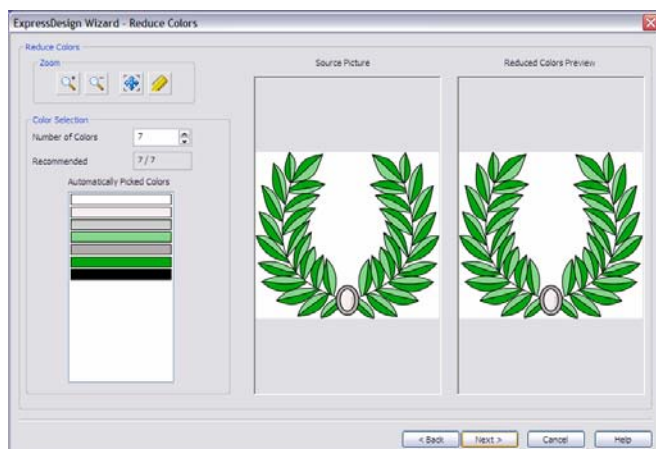 ExpressDesign Wizard - Reduce Colors
Reduce Colors
Zoom
Color Selection
Number of Colors 7
Recommended 7 / 7
Automatically Picked Colors
Source Picture
Reduced Colors Preview
< Back
Next >
Cancel
Help